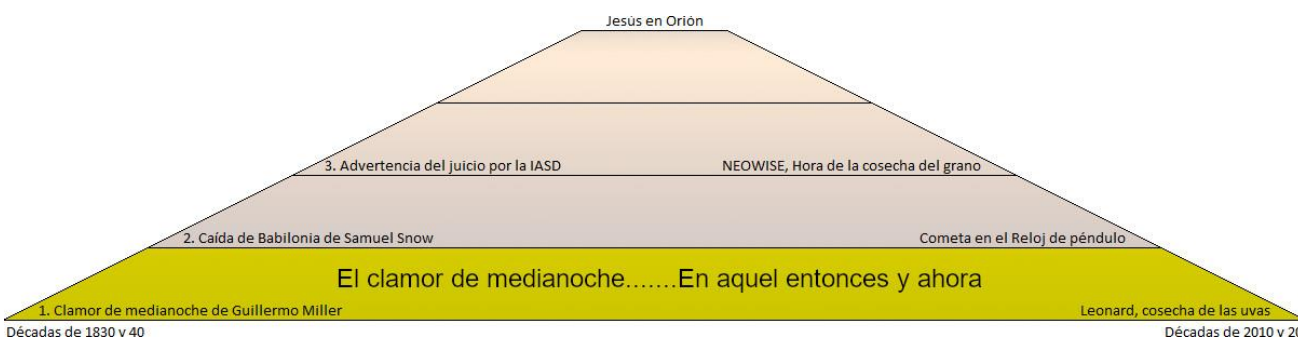 Jesús en Orión
3. Advertencia del juicio por la IASD
NEOWISE, Hora de la cosecha del grano
2. Caída de Babilonia de Samuel Snow
Cometa en el Reloj de péndulo
El clamor de medianoche.......En aquel entonces y ahora
1. Clamor de medianoche de Guillermo Miller
Leonard, cosecha de las uvas
Décadas de 1830 y 40
Décadas de 2010 y 20